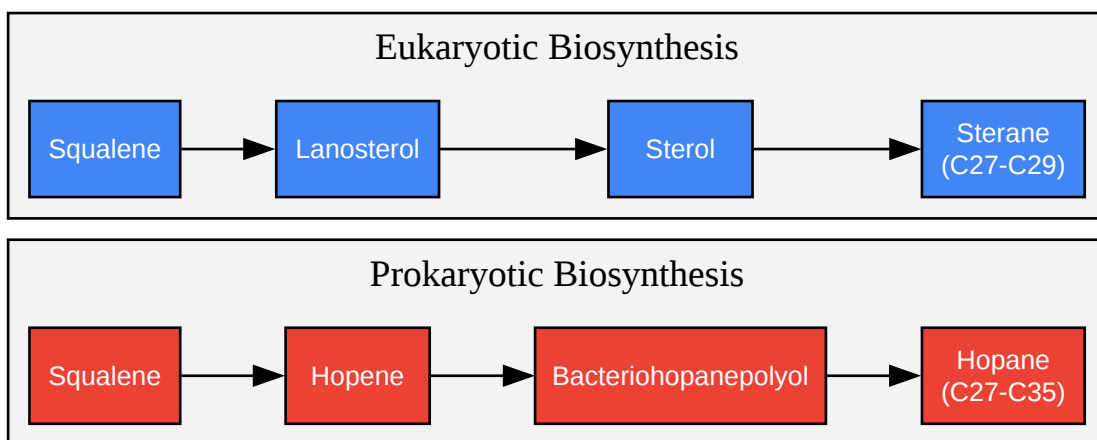 Eukaryotic Biosynthesis
Squalene
Lanosterol
Sterol
Sterane
(C27-C29)
Prokaryotic Biosynthesis
Squalene
Hopene
Bacteriohopanepolyol
Hopane
(C27-C35)